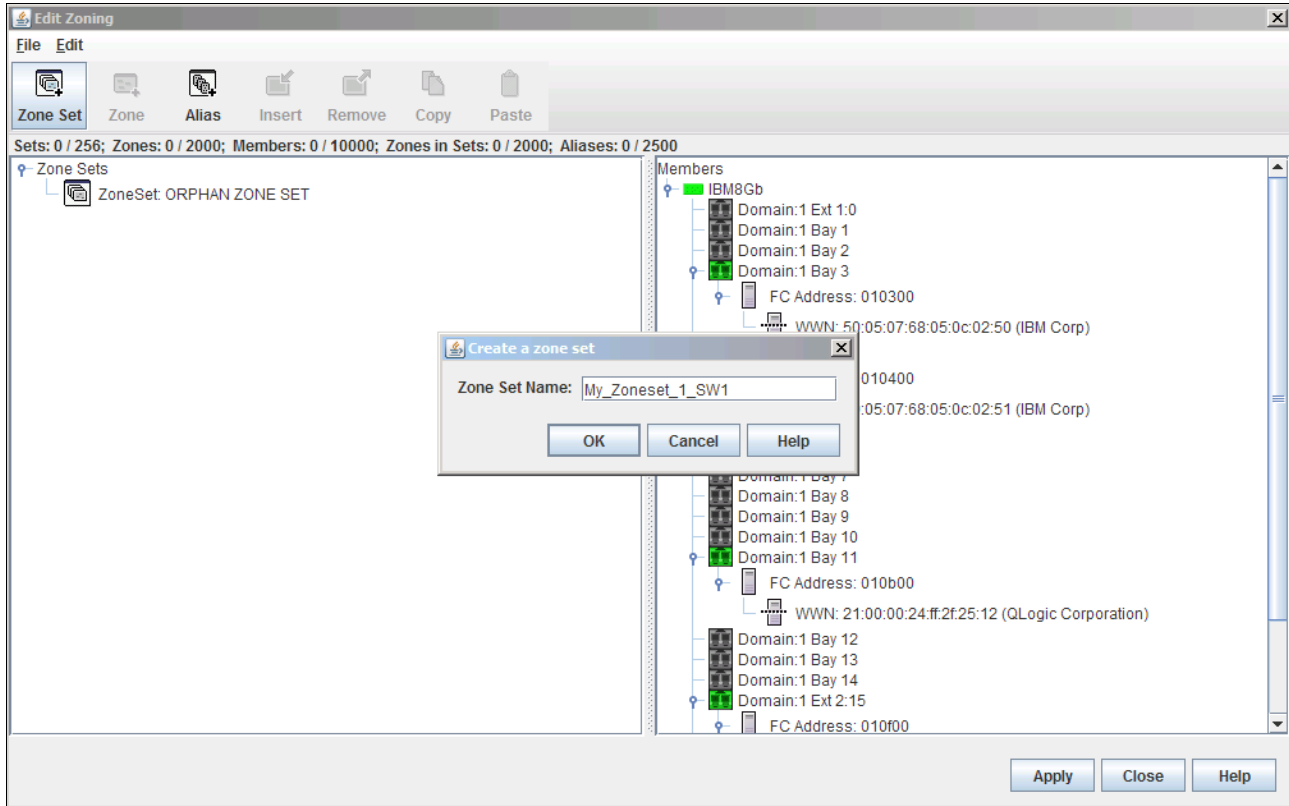 Edit Zoning
File Edit
Zone Set Zone Alias Insert Remove Copy Paste
Sets: 0 / 256; Zones: 0 / 2000; Members: 0 / 10000; Zones in Sets: 0 / 2000; Aliases: 0 / 2500
Zone Sets
ZoneSet: ORPHAN ZONE SET
Members
IBM8Gb
Domain:1 Ext 1:0
Domain:1 Bay 1
Domain:1 Bay 2
Domain:1 Bay 3
FC Address: 010300
WWN: 50:05:07:68:05:0c:02:50 (IBM Corp)
Create a zone set
Zone Set Name: My_Zoneset_1_SW1
OK Cancel Help
010400
:05:07:68:05:0c:02:51 (IBM Corp)
Domain:1 Bay 7
Domain:1 Bay 8
Domain:1 Bay 9
Domain:1 Bay 10
Domain:1 Bay 11
FC Address: 010b00
WWN: 21:00:00:24:ff:2f:25:12 (QLogic Corporation)
Domain:1 Bay 12
Domain:1 Bay 13
Domain:1 Bay 14
Domain:1 Ext 2:15
FC Address: 010f00
Apply Close Help